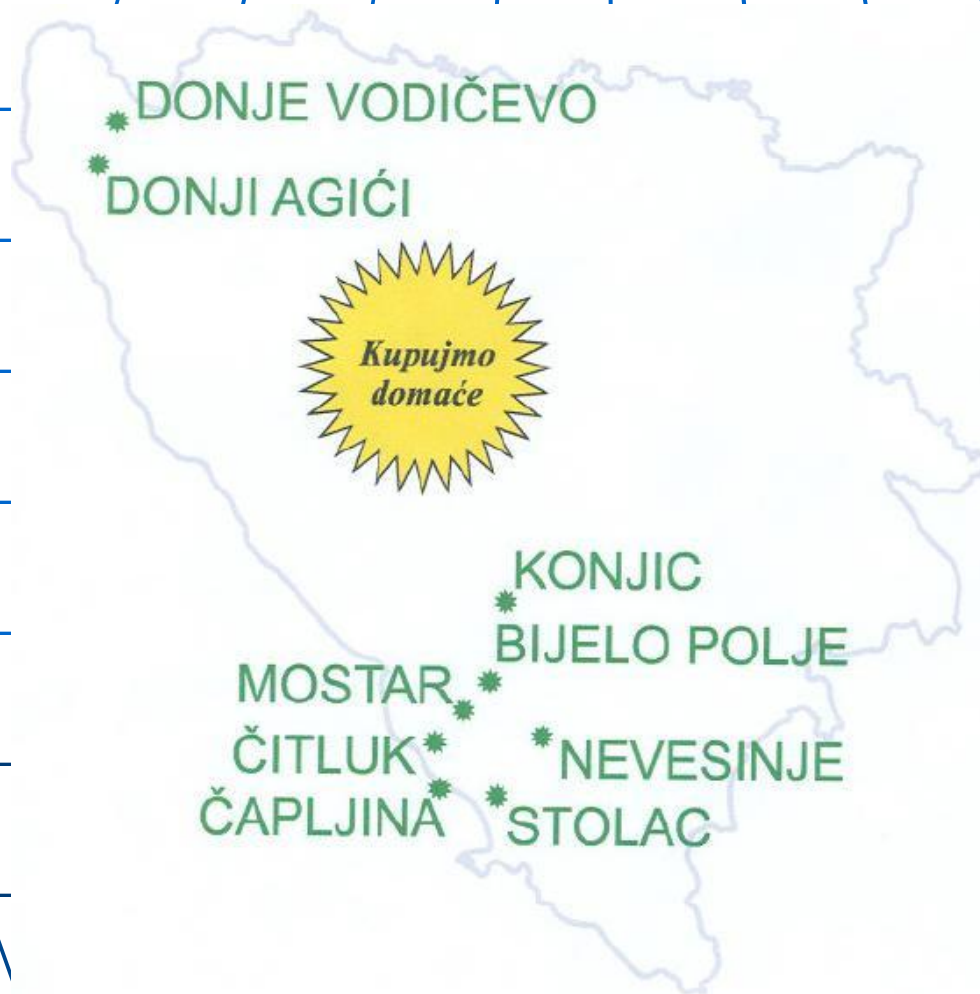 DONJE VODIČEVO
DONJI AGIĆI
Kupujmo
domaće
KONJIC
BIJELO POLJE
MOSTAR
ČITLUK
NEVESINJE
ČAPLJINA
STOLAC